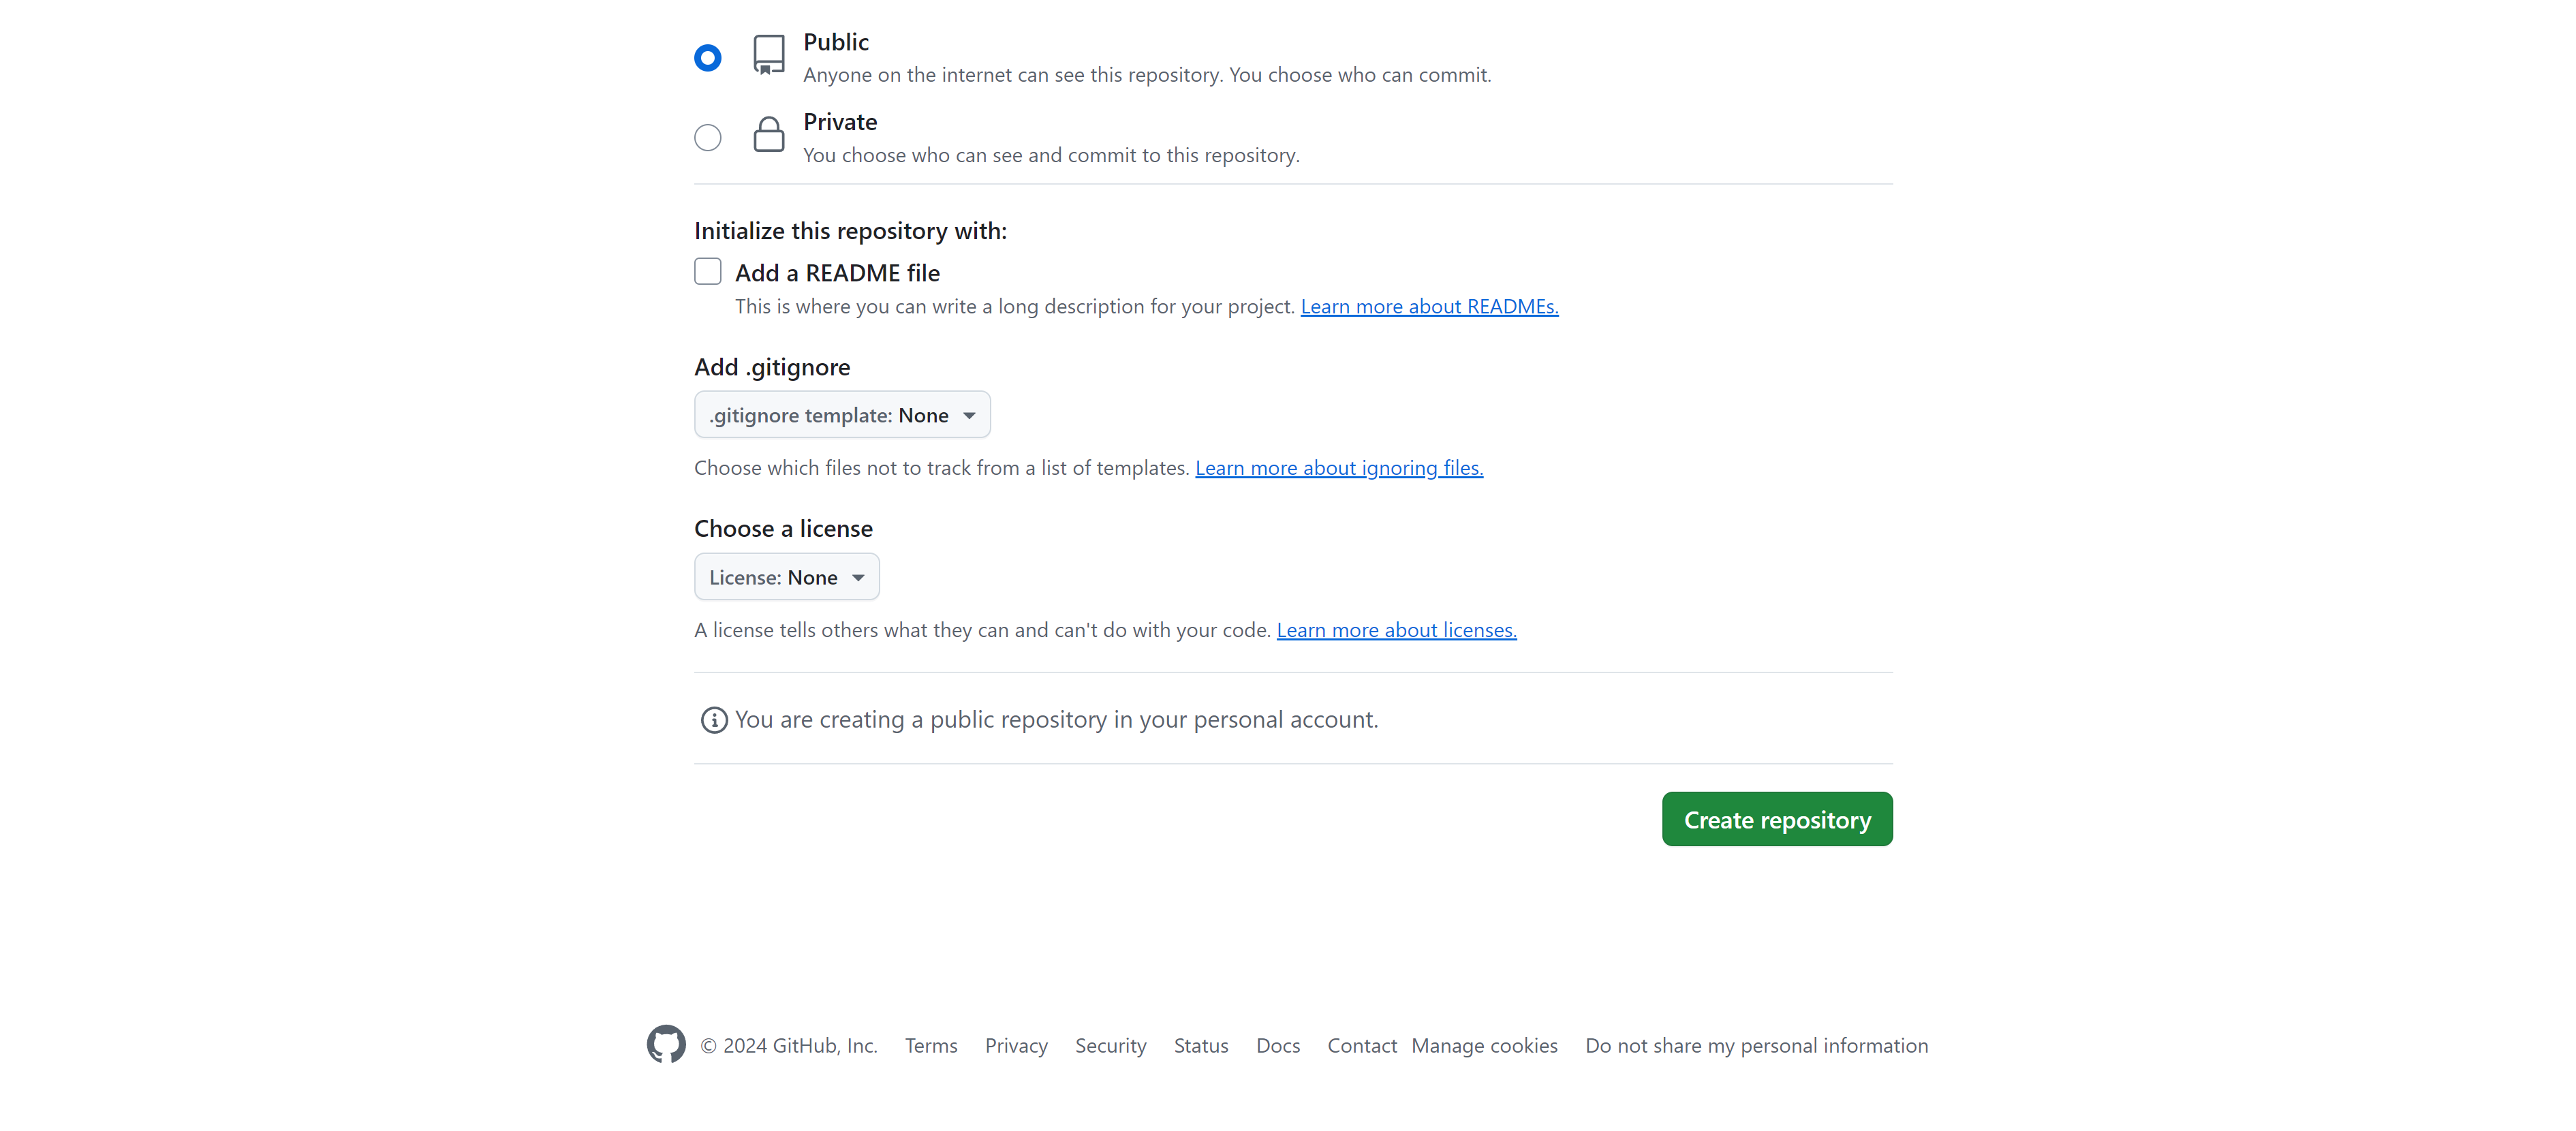 Public
Anyone on the internet can see this repository. You choose who can commit.
Private
You choose who can see and commit to this repository.
Initialize this repository with:
Add a README file
This is where you can write a long description for your project. Learn more about READMEs.
Add .gitignore
.gitignore template: None
Choose which files not to track from a list of templates. Learn more about ignoring files.
Choose a license
License: None
A license tells others what they can and can't do with your code. Learn more about licenses.
You are creating a public repository in your personal account.
Create repository
© 2024 GitHub, Inc. Terms Privacy Security Status Docs Contact Manage cookies Do not share my personal information